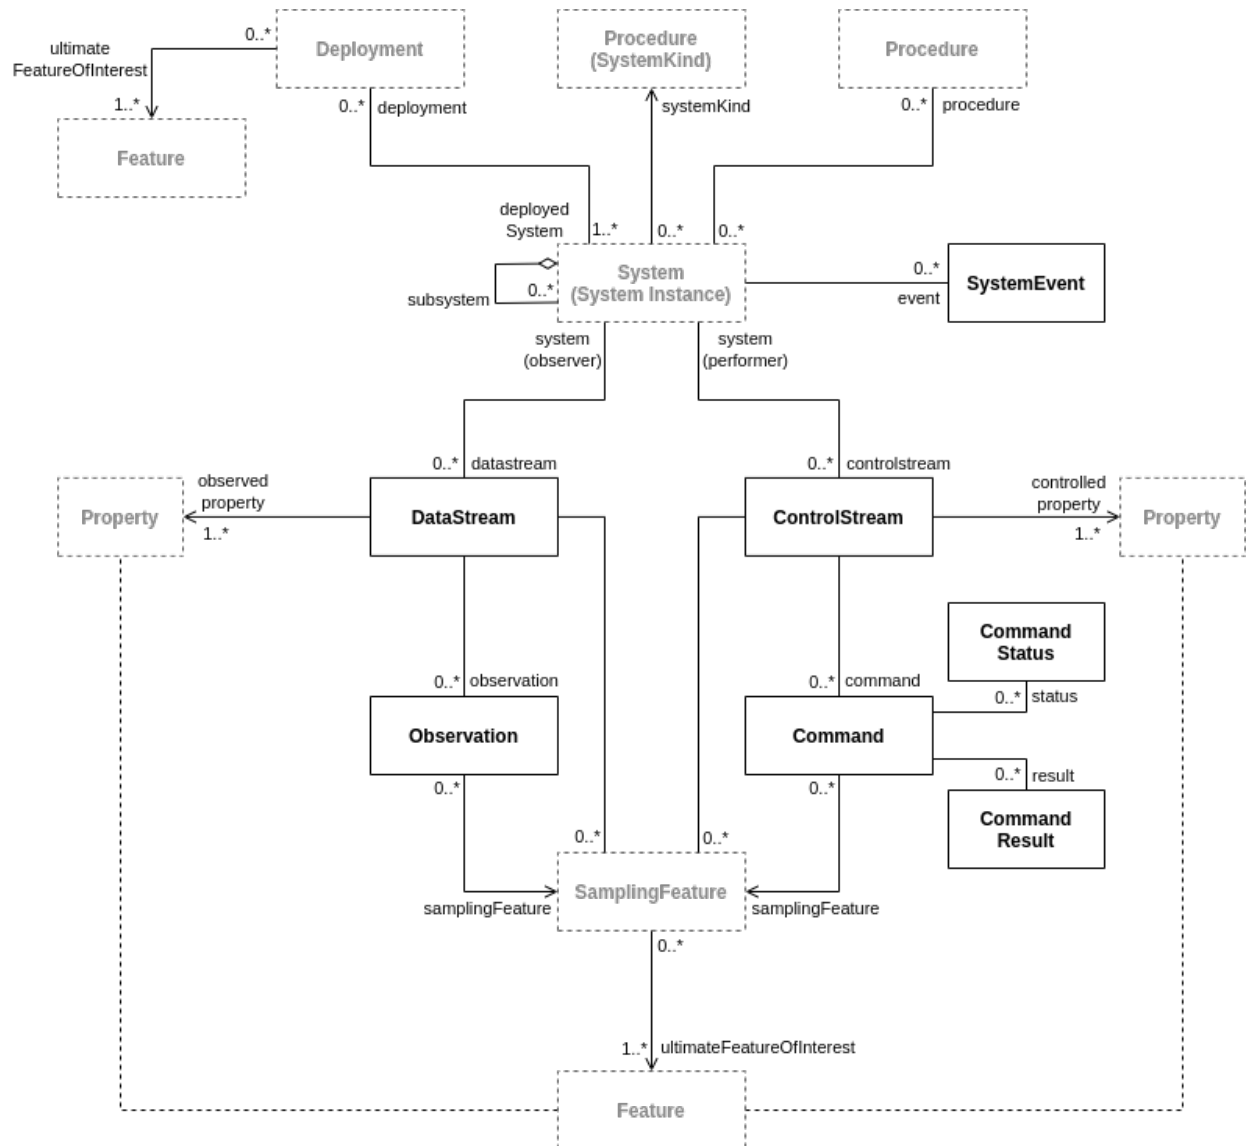 0..*
Deployment
Procedure
(SystemKind)
Procedure
ultimate
FeatureOfInterest
1..*
0..*
deployment
systemKind
0..*
procedure
Feature
deployed
System
1..*
0..*
0..*
System
(System Instance)
0..*
subsystem
0..*
event
SystemEvent
system
(observer)
system
(performer)
0..*
datastream
0..*
controlstream
observed
property
controlled
property
Property
1..*
DataStream
ControlStream
1..*
Property
Command
Status
0..*
observation
0..*
command
0..*
status
Observation
Command
0..*
0..*
0..*
result
Command
Result
0..*
0..*
SamplingFeature
samplingFeature
samplingFeature
0..*
1..*
ultimateFeatureOfInterest
Feature